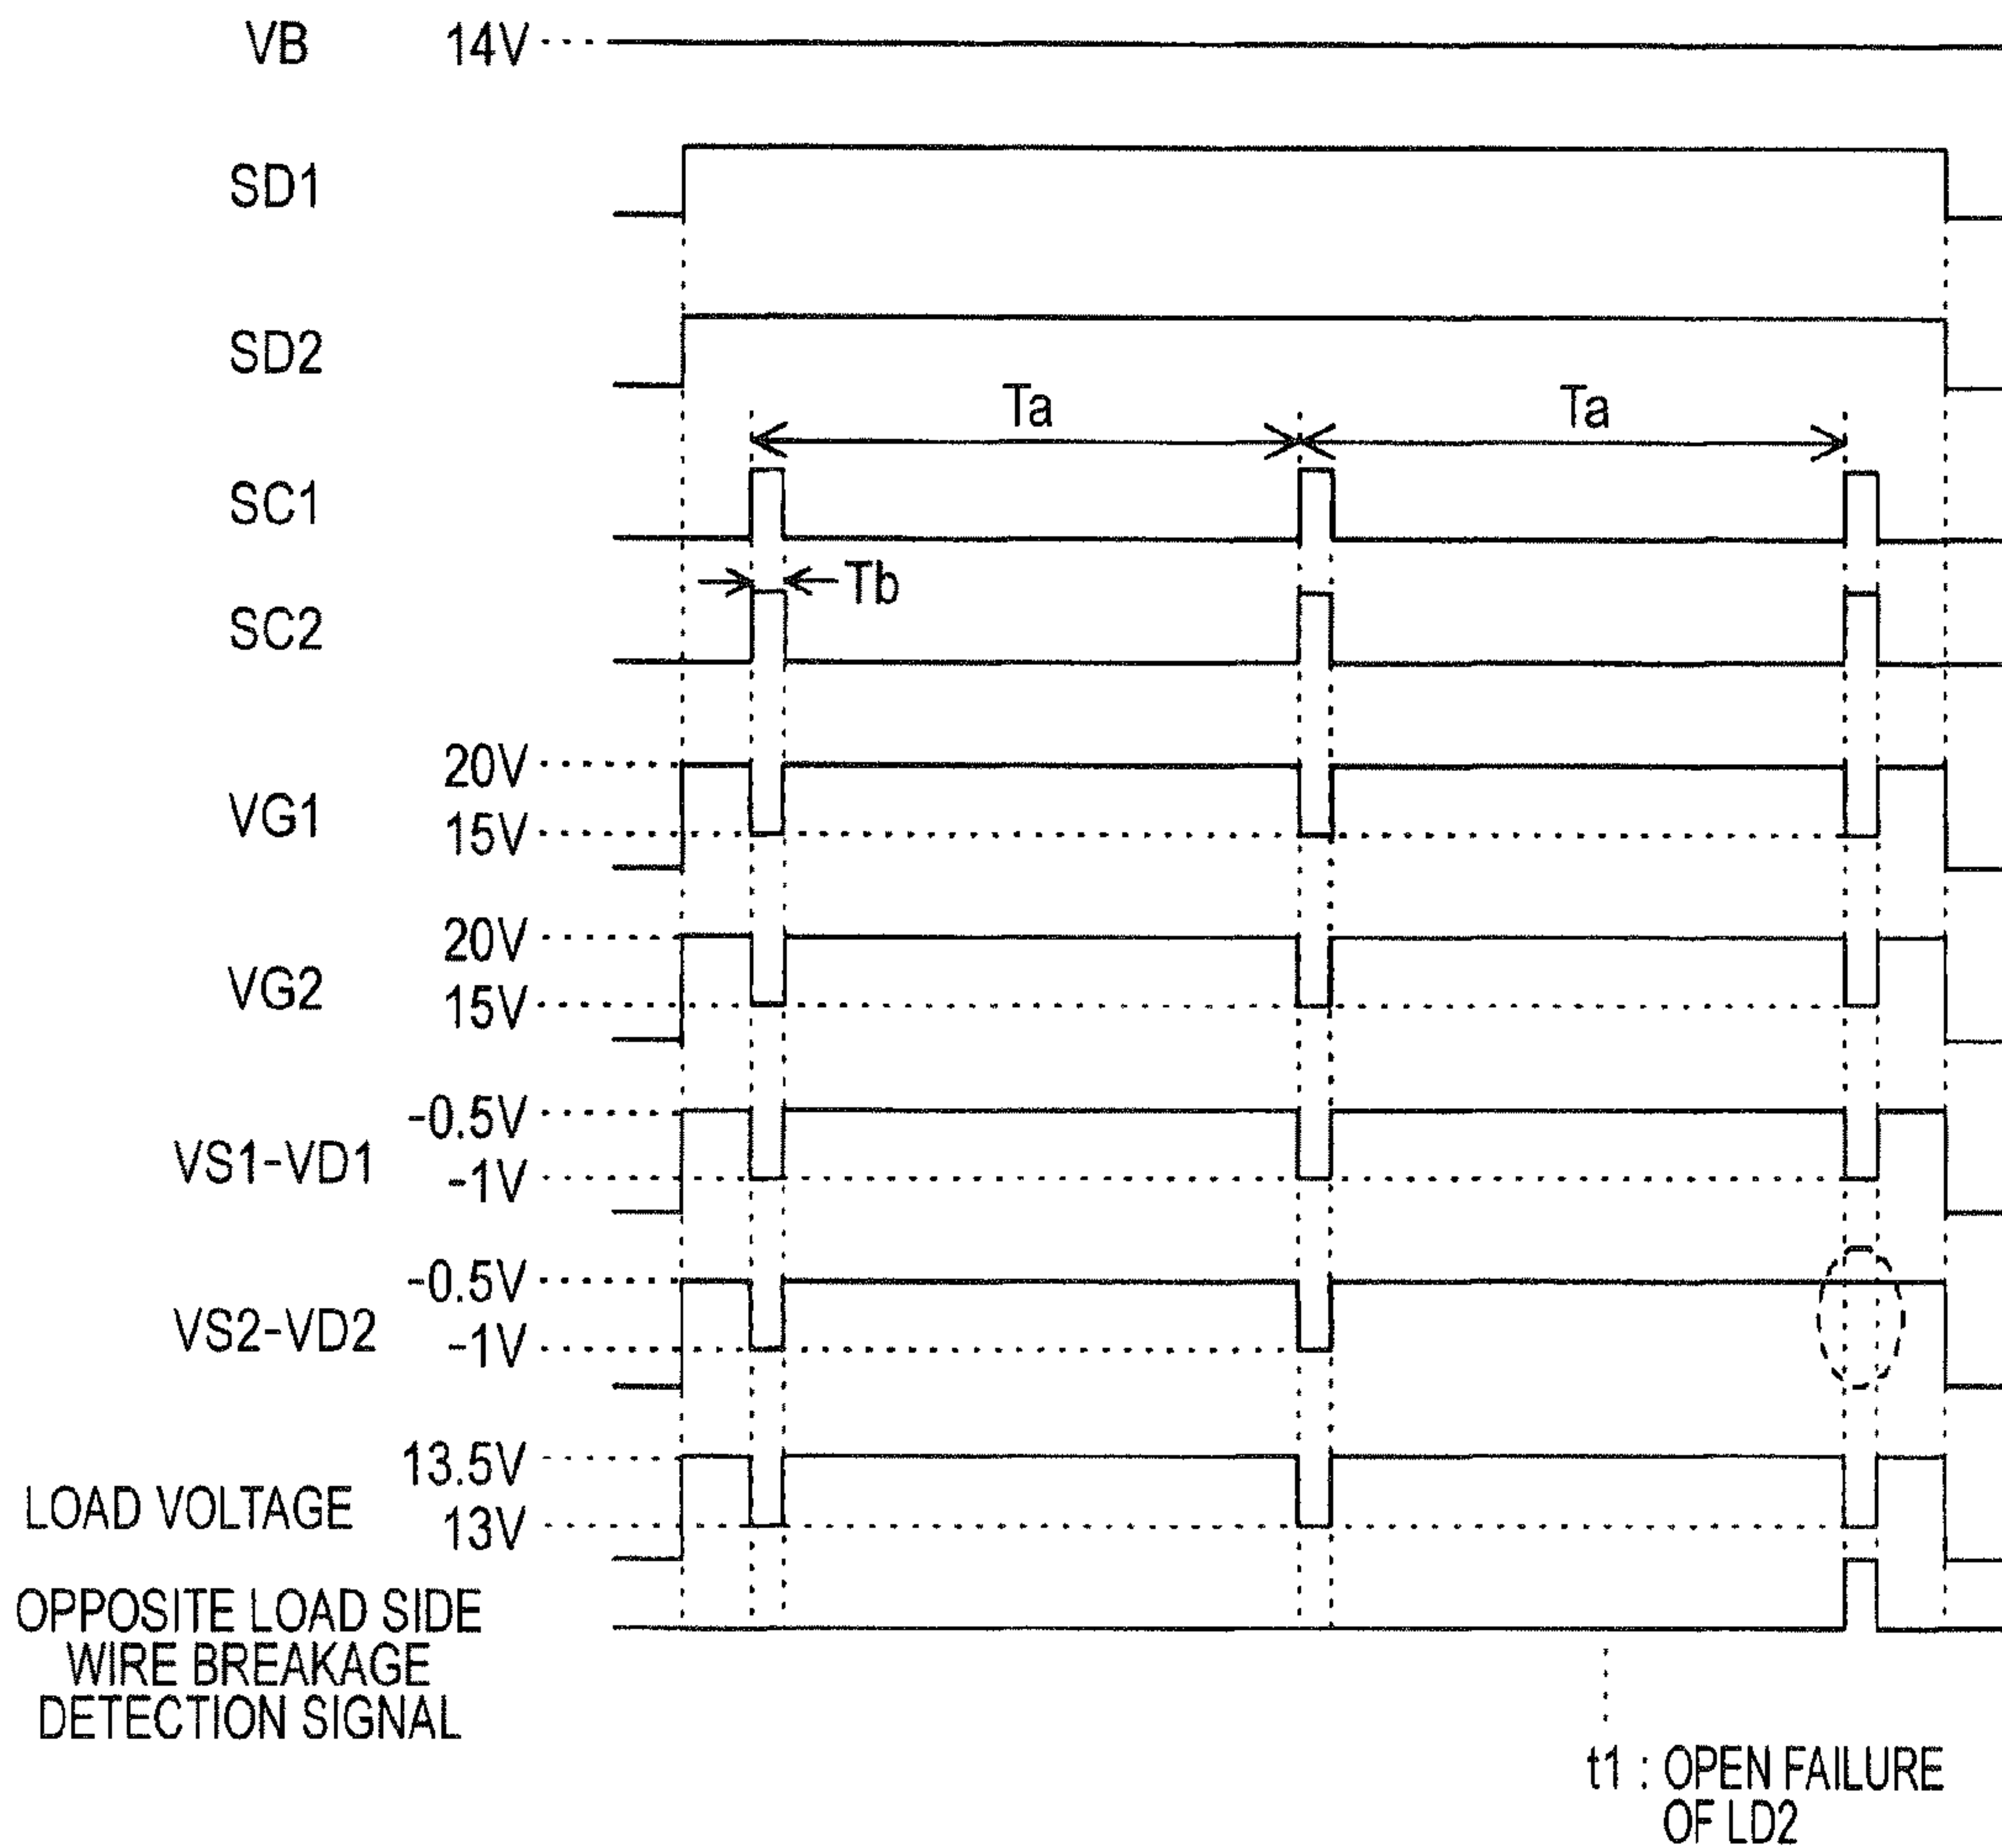 VB 14V
SD1
SD2
Ta Ta
SC1
Tb
SC2
20V
VG1
15V
20V
VG2
15V
-0.5V
VS1-VD1
-1V
-0.5V
VS2-VD2
-1V
13.5V
LOAD VOLTAGE
13V
OPPOSITE LOAD SIDE
WIRE BREAKAGE
DETECTION SIGNAL
t1 : OPEN FAILURE
OF LD2